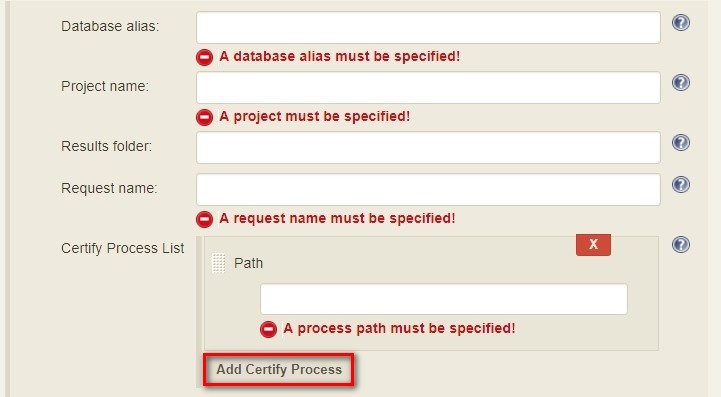 Database alias:
?
A database alias must be specified!
Project name:
?
A project must be specified!
Results folder:
?
Request name:
?
A request name must be specified!
Certify Process List
X
?
Path
A process path must be specified!
Add Certify Process